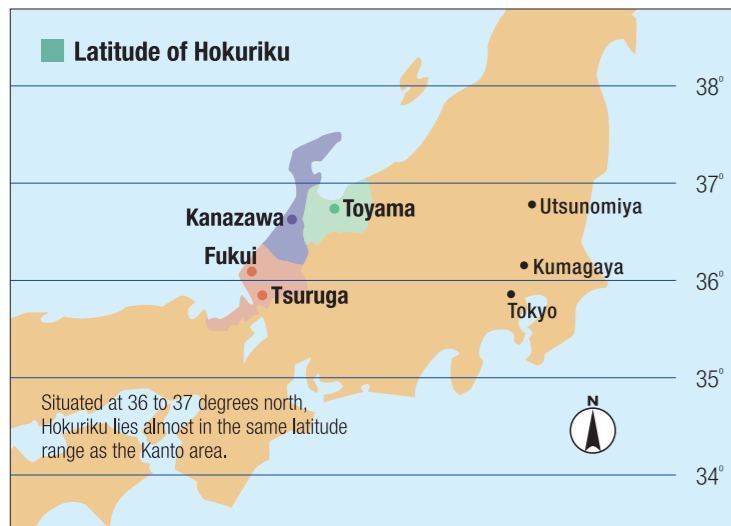 Latitude of Hokuriku
38°
37°
Kanazawa
Toyama
Utsunomiya
Fukui
Kumagaya
36°
Tsuruga
Tokyo
35°
Situated at 36 to 37 degrees north,
Hokuriku lies almost in the same latitude
range as the Kanto area.
N
34°